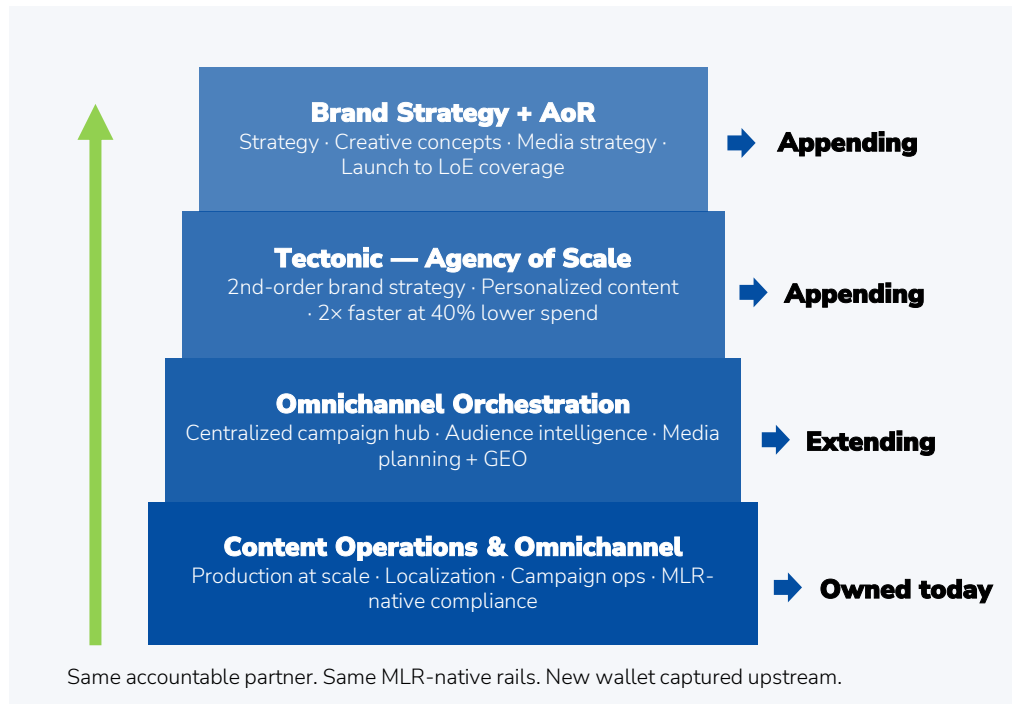 Brand Strategy + AoR
Strategy · Creative concepts · Media strategy ·
Launch to LoE coverage
Appending
Tectonic — Agency of Scale
2nd-order brand strategy · Personalized content
· 2× faster at 40% lower spend
Appending
Omnichannel Orchestration
Centralized campaign hub · Audience intelligence · Media
planning + GEO
Extending
Content Operations & Omnichannel
Production at scale · Localization · Campaign ops · MLR-
native compliance
Owned today
Same accountable partner. Same MLR-native rails. New wallet captured upstream.